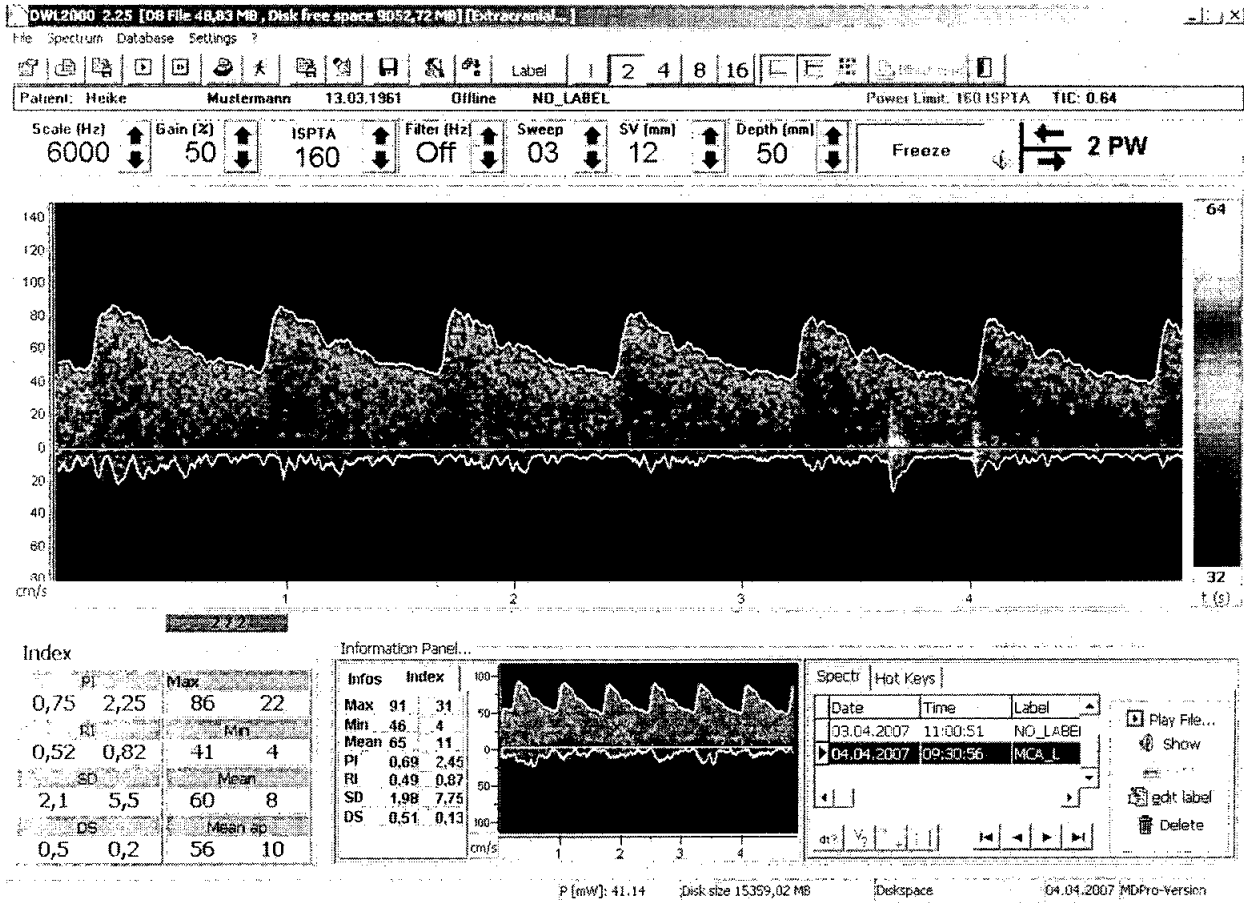 DWL2000 2.25 [DB File 48,83 MB , Disk free space 9052,72 MB] [Extracranial... ]
File Spectrum Database Settings ?
Label 1 2 4 8 16
Patient: Heike Mustermann 13.03.1961 Offline NO_LABEL Power Limit: 160 ISPTA TIC: 0.64
Scale (Hz) Gain (%) ISPTA Filter (Hz) Sweep SV (mm) Depth (mm)
6000 50 160 Off 03 12 50 Freeze 2 PW
140 64
120
100
80
60
40
20
0
20
40
60
80 32
cm/s 1 2 3 4 t (s)
???
Index
PI Max
0,75 2,25 86 22
RI Min
0,52 0,82 41 4
SD Mean
2,1 5,5 60 8
DS Mean ap
0,5 0,2 56 10
Information Panel...
Infos Index
Max 91 31
Min 46 4
Mean 65 11
PI 0,69 2,45
RI 0,49 0,87
SD 1,98 7,75
DS 0,51 0,13
100
50
0
50
100
cm/s 1 2 3 4
Spectr Hot Keys
Date Time Label
03.04.2007 11:00:51 NO_LABEL
04.04.2007 09:30:56 MCA_L
Play File...
Show
edit label
Delete
P [mW]: 41.14 Disk size 15359,02 MB Diskspace 04.04.2007 MDPro-Version